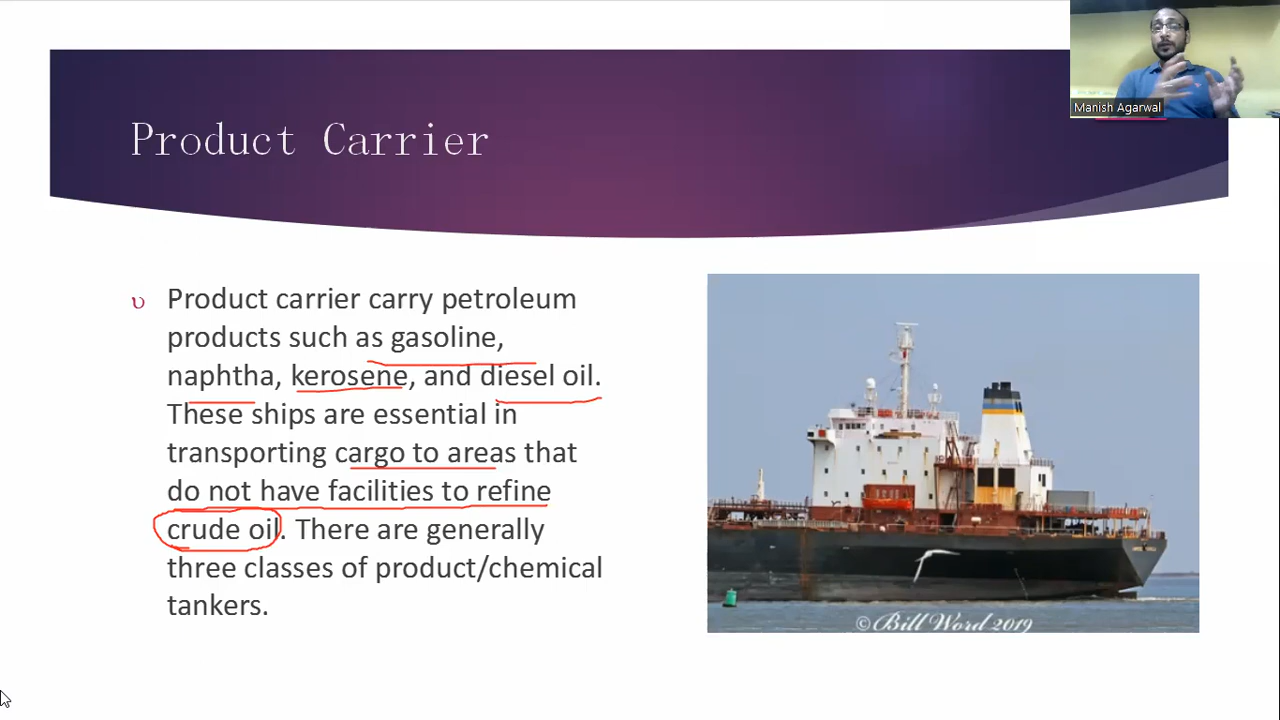 Manish Agarwal
Product Carrier
υ Product carrier carry petroleum
products such as gasoline,
naphtha, kerosene, and diesel oil.
These ships are essential in
transporting cargo to areas that
do not have facilities to refine
crude oil. There are generally
three classes of product/chemical
tankers.
©Bill Word 2019